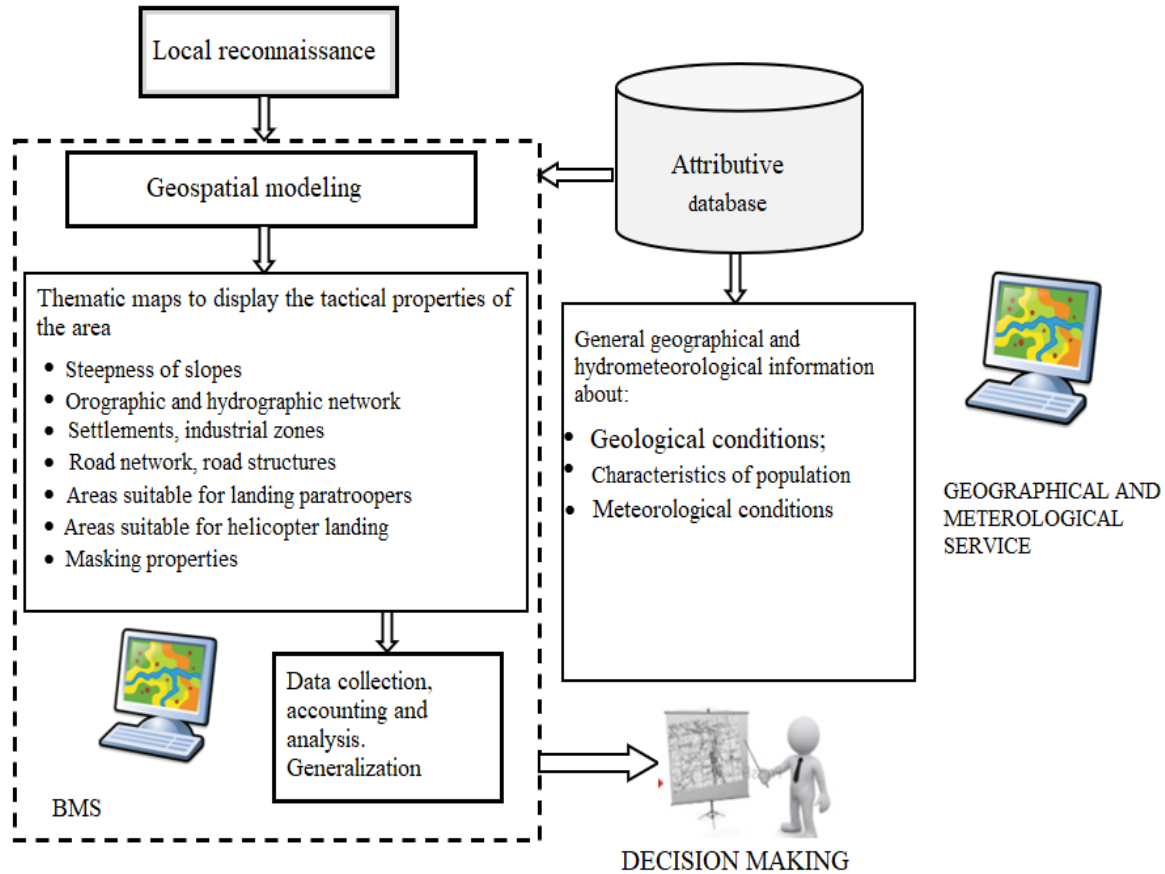 Local reconnaissance
Geospatial modeling
Thematic maps to display the tactical properties of
the area
• Steepness of slopes
• Orographic and hydrographic network
• Settlements, industrial zones
• Road network, road structures
• Areas suitable for landing paratroopers
• Areas suitable for helicopter landing
• Masking properties
Data collection,
accounting and
analysis.
Generalization
BMS
Attributive
database
General geographical and
hydrometeorological information
about:
• Geological conditions;
• Characteristics of population
• Meteorological conditions
GEOGRAPHICAL AND
METEROLOGICAL
SERVICE
DECISION MAKING